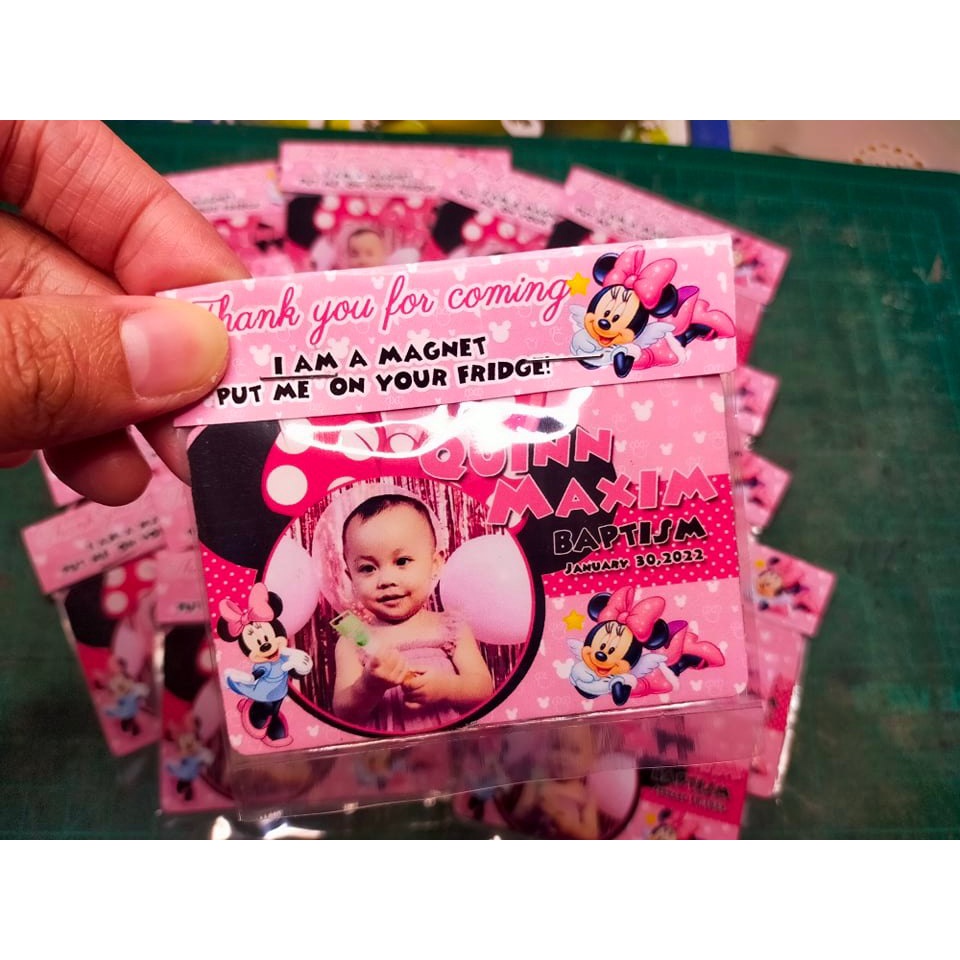 Thank you for coming
I AM A MAGNET
PUT ME ON YOUR FRIDGE!
QUINN
MAXIM
BAPTISM
JANUARY 30,2022